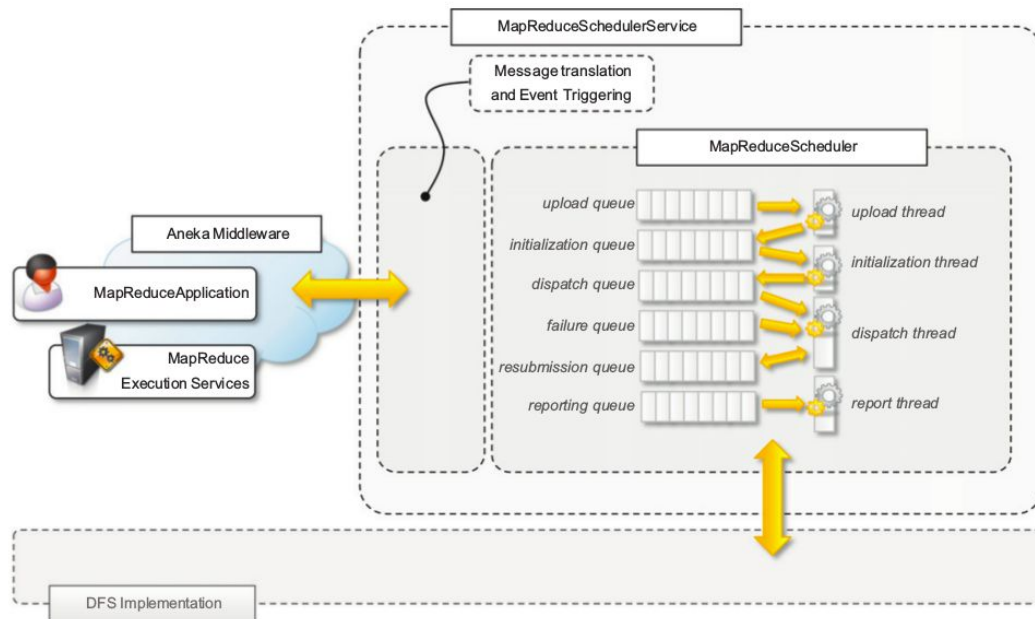 MapReduceSchedulerService
Message translation
and Event Triggering
MapReduceScheduler
upload queue
upload thread
Aneka Middleware
initialization queue
initialization thread
MapReduceApplication
dispatch queue
failure queue
dispatch thread
MapReduce
Execution Services
resubmission queue
reporting queue
report thread
DFS Implementation